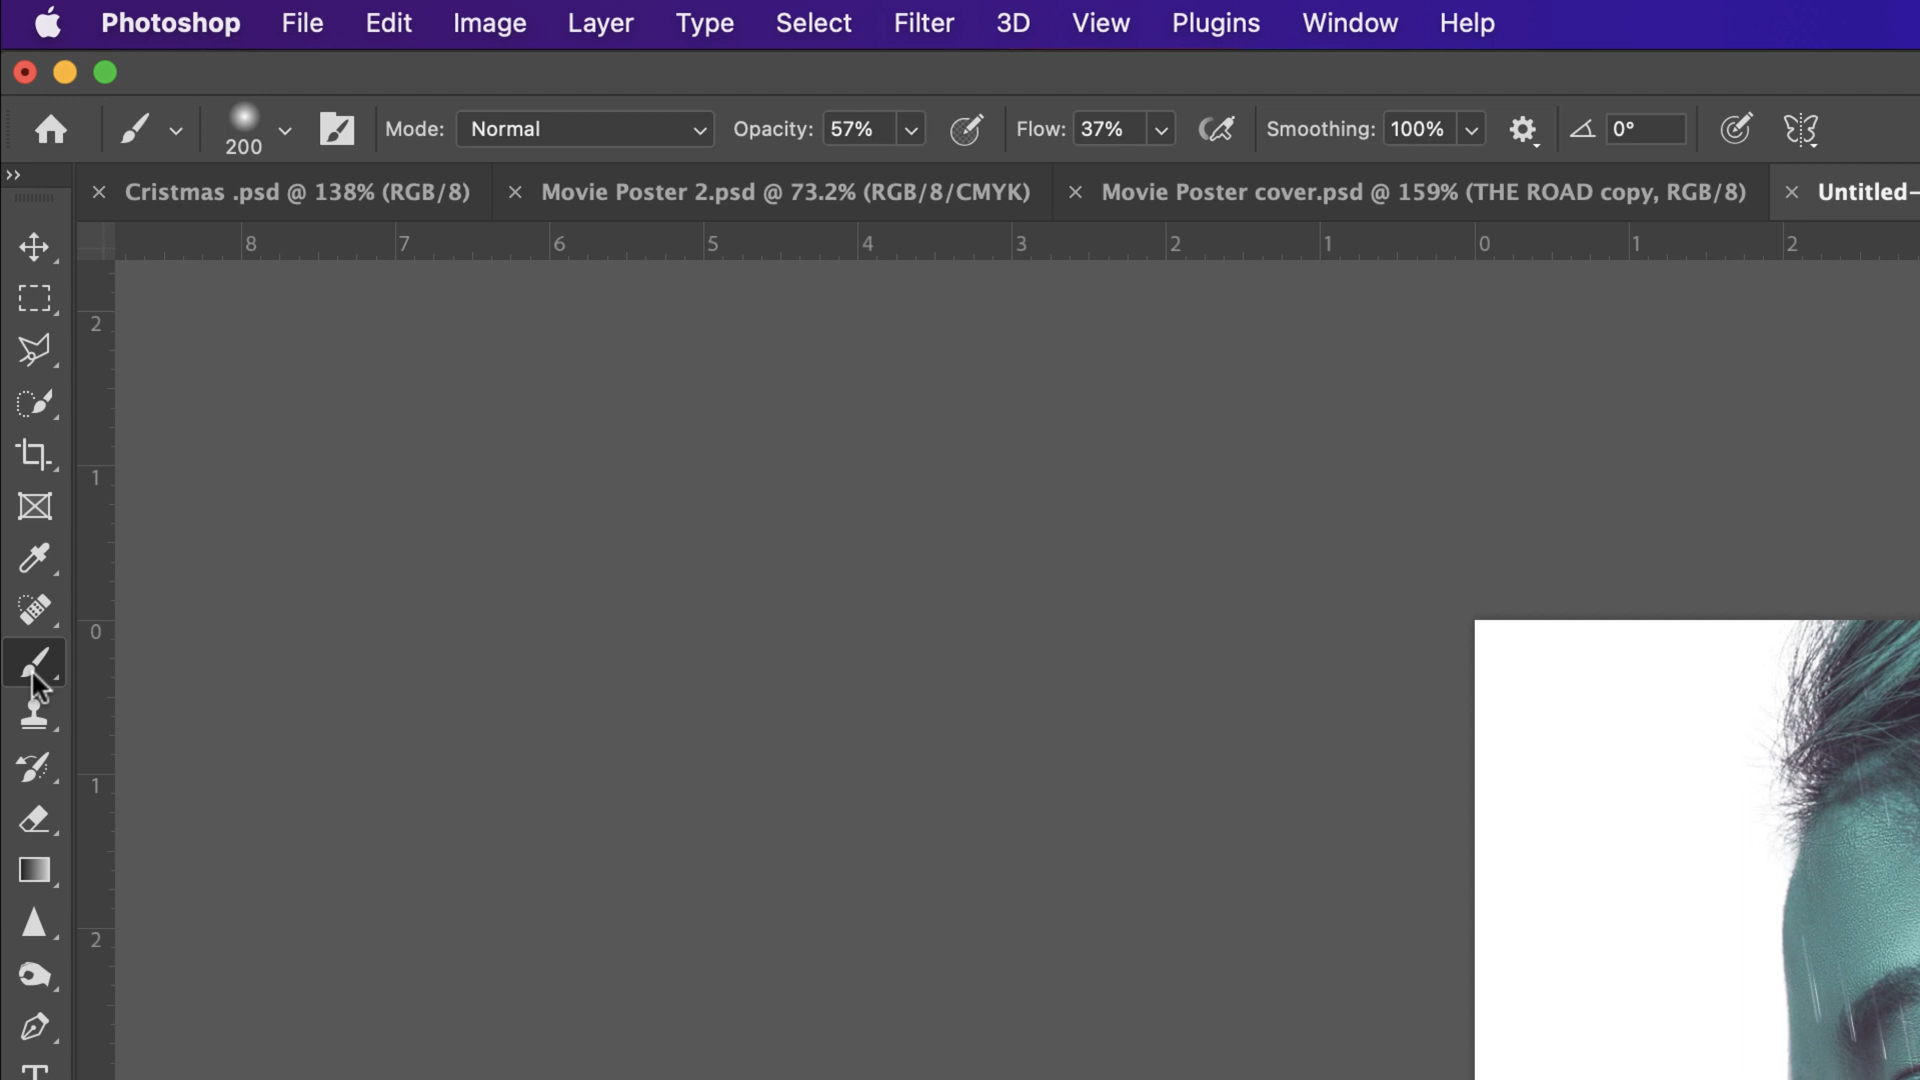 Photoshop File Edit Image Layer Type Select Filter 3D View Plugins Window Help
200 Mode: Normal Opacity: 57% Flow: 37% Smoothing: 100% 0°
Cristmas .psd @ 138% (RGB/8) Movie Poster 2.psd @ 73.2% (RGB/8/CMYK) Movie Poster cover.psd @ 159% (THE ROAD copy, RGB/8) Untitled-
8 7 6 5 4 3 2 1 0 1 2
2
1
0
1
2